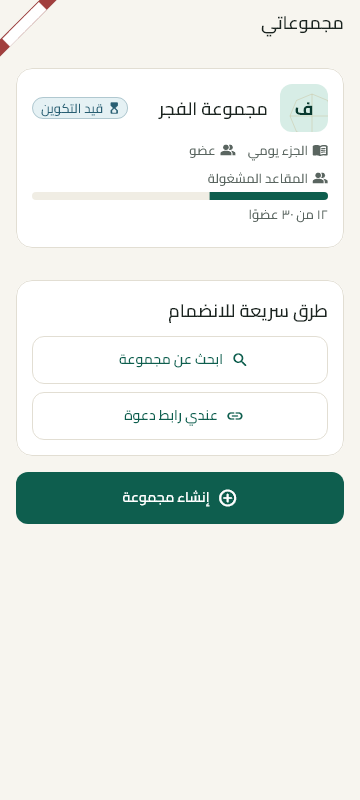 مجموعاتي
ف
مجموعة الفجر
قيد التكوين
الجزء يومي
عضو
المقاعد المشغولة
١٢ من ٣٠ عضوًا
طرق سريعة للانضمام
ابحث عن مجموعة
عندي رابط دعوة
إنشاء مجموعة